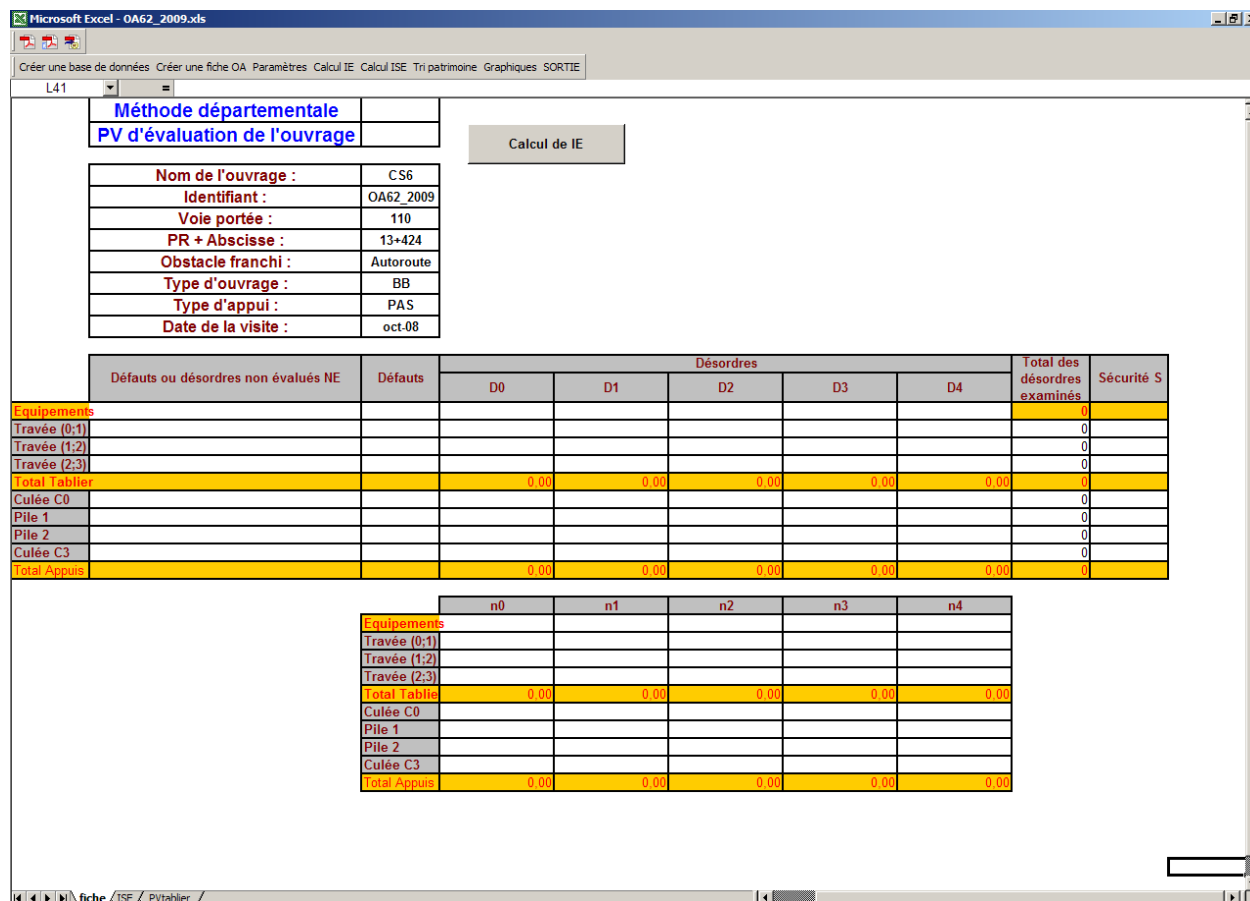 Microsoft Excel - OA62_2009.xls
Créer une base de données Créer une fiche OA Paramètres Calcul IE Calcul ISE Tri patrimoine Graphiques SORTIE
L41 =
Méthode départementale
PV d'évaluation de l'ouvrage
Calcul de IE
Nom de l'ouvrage : CS6
Identifiant : OA62_2009
Voie portée : 110
PR + Abscisse : 13+424
Obstacle franchi : Autoroute
Type d'ouvrage : BB
Type d'appui : PAS
Date de la visite : oct-08
Défauts ou désordres non évalués NE Défauts Désordres Total des désordres examinés Sécurité S
D0 D1 D2 D3 D4
Equipements 0
Travée (0;1) 0
Travée (1;2) 0
Travée (2;3) 0
Total Tablier 0,00 0,00 0,00 0,00 0,00 0
Culée C0 0
Pile 1 0
Pile 2 0
Culée C3 0
Total Appuis 0,00 0,00 0,00 0,00 0,00 0
n0 n1 n2 n3 n4
Equipements
Travée (0;1)
Travée (1;2)
Travée (2;3)
Total Tablie 0,00 0,00 0,00 0,00 0,00
Culée C0
Pile 1
Pile 2
Culée C3
Total Appuis 0,00 0,00 0,00 0,00 0,00
fiche / ISE / PVtablier /